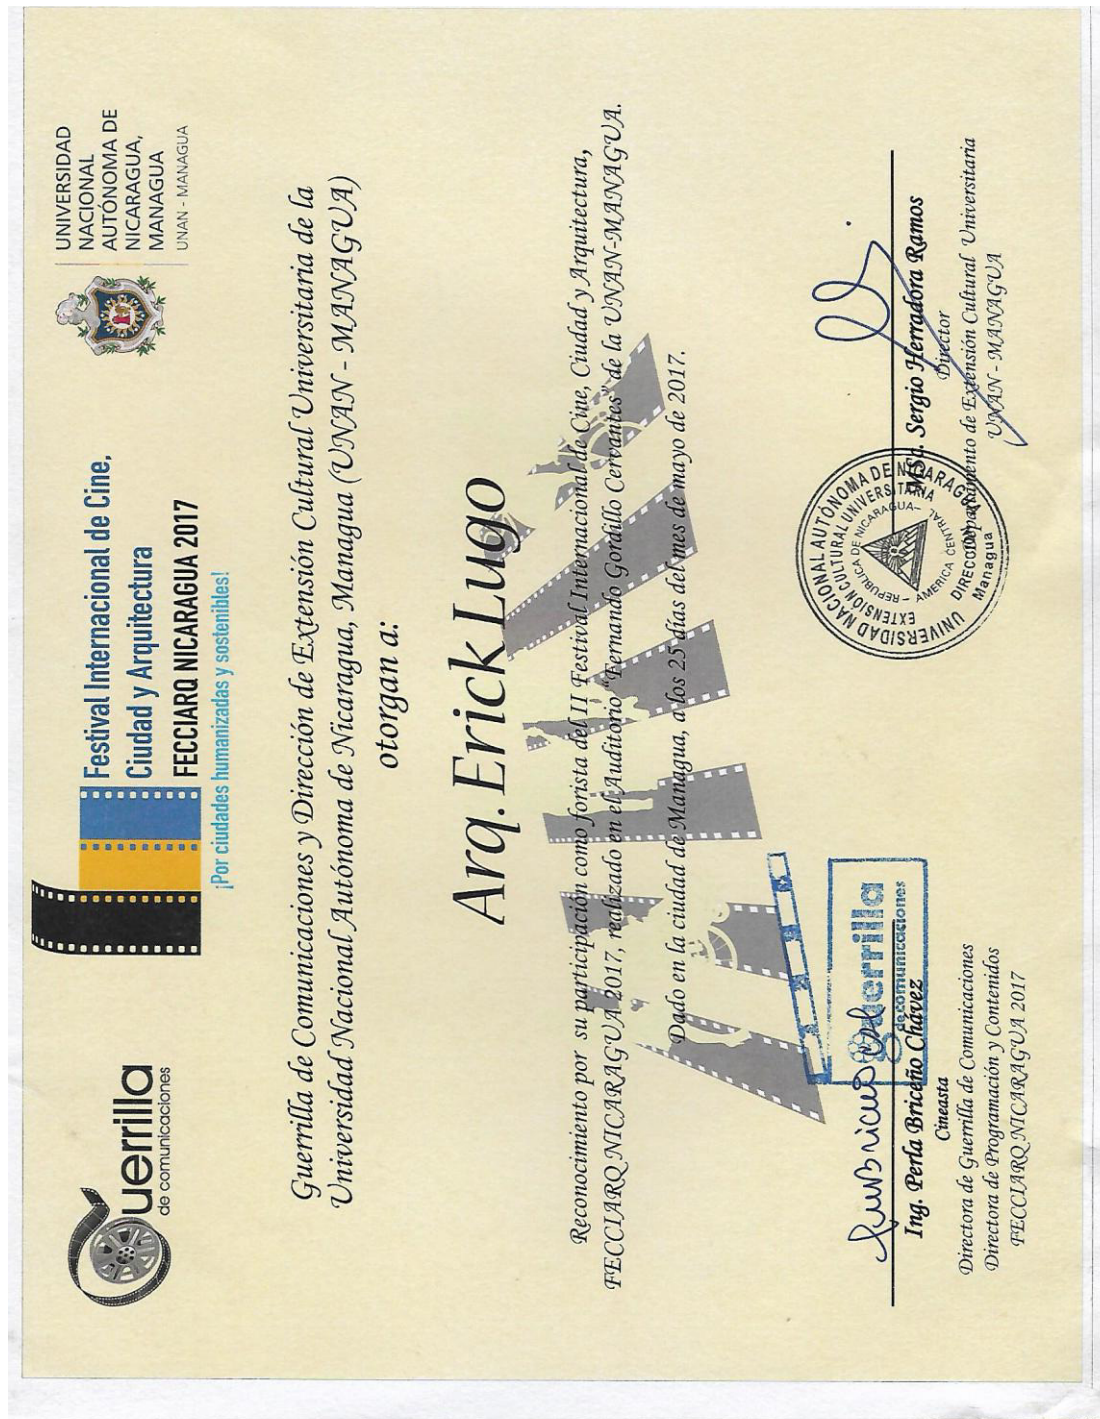 Guerrilla
de comunicaciones
Festival Internacional de Cine,
Ciudad y Arquitectura
FECCIARQ NICARAGUA 2017
¡Por ciudades humanizadas y sostenibles!
UNIVERSIDAD
NACIONAL
AUTÓNOMA DE
NICARAGUA,
MANAGUA
UNAN - MANAGUA
Guerrilla de Comunicaciones y Dirección de Extensión Cultural Universitaria de la
Universidad Nacional Autónoma de Nicaragua, Managua (UNAN - MANAGUA)
otorgan a:
Arq. Erick Lugo
Reconocimiento por su participación como forista del II Festival Internacional de Cine, Ciudad y Arquitectura,
FECCIARQ NICARAGUA 2017, realizado en el Auditorio "Fernando Gordillo Cervantes" de la UNAN-MANAGUA.
Dado en la ciudad de Managua, a los 25 días del mes de mayo de 2017.
guerrilla
de comunicaciones
Ing. Perla Briceño Chávez
Cineasta
Directora de Guerrilla de Comunicaciones
Directora de Programación y Contenidos
FECCIARQ NICARAGUA 2017
UNIVERSIDAD NACIONAL AUTÓNOMA DE NICARAGUA
EXTENSIÓN CULTURAL UNIVERSITARIA
REPUBLICA DE NICARAGUA - AMERICA CENTRAL
DIRECCIÓN
Managua
MSc. Sergio Herradora Ramos
Director
Departamento de Extensión Cultural Universitaria
UNAN - MANAGUA